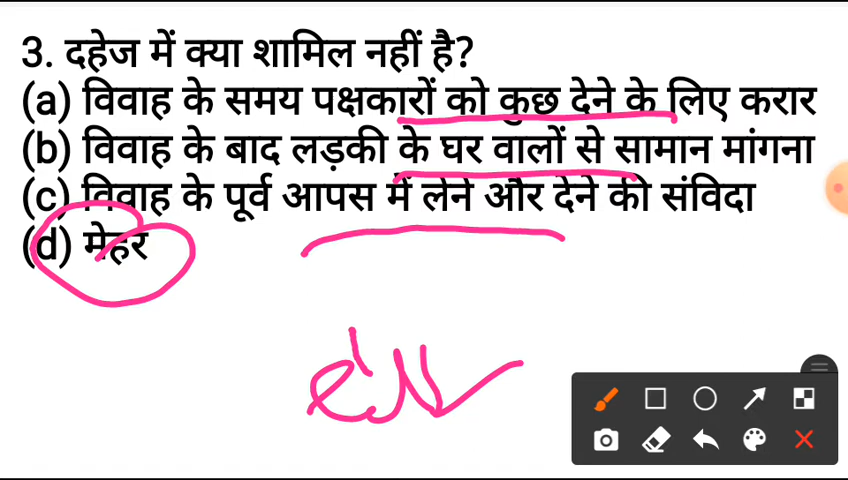 3. दहेज में क्या शामिल नहीं है?
(a) विवाह के समय पक्षकारों को कुछ देने के लिए करार
(b) विवाह के बाद लड़की के घर वालों से सामान मांगना
(c) विवाह के पूर्व आपस में लेने और देने की संविदा
(d) मेहर